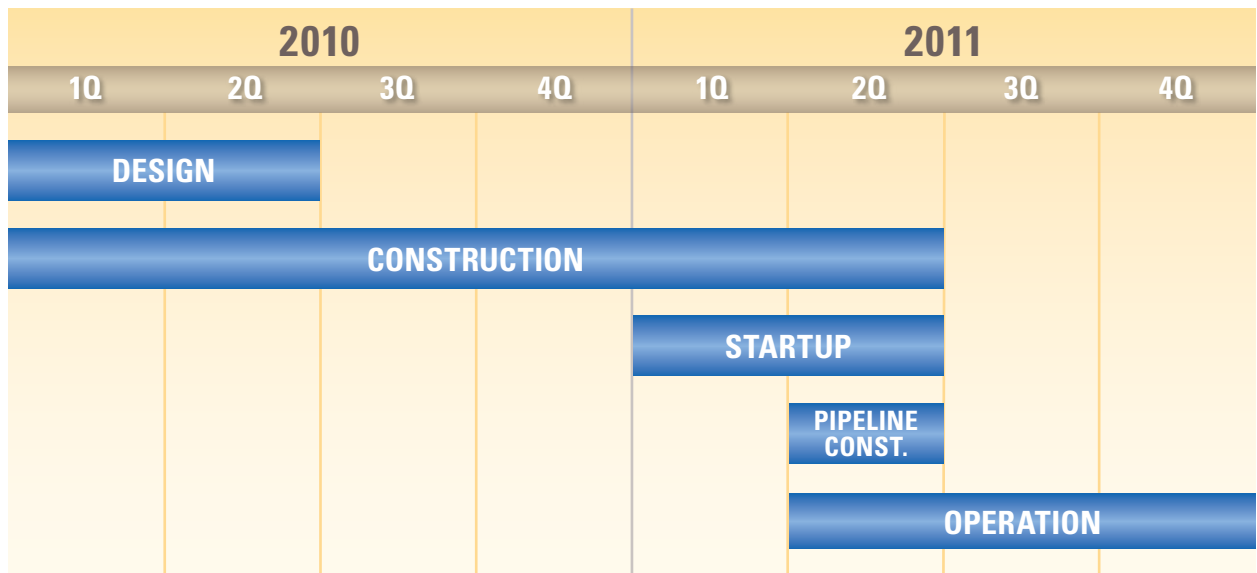 2010 2011
1Q 2Q 3Q 4Q 1Q 2Q 3Q 4Q
DESIGN
CONSTRUCTION
STARTUP
PIPELINE
CONST.
OPERATION